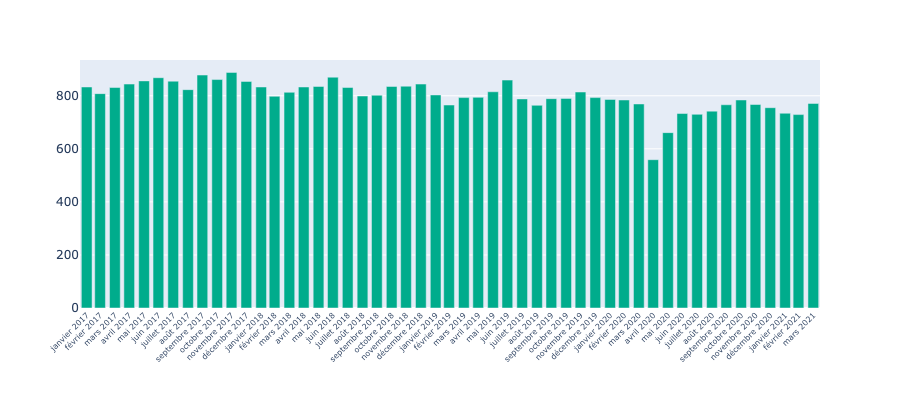 800
600
400
200
0
janvier 2017
février 2017
mars 2017
avril 2017
mai 2017
juin 2017
juillet 2017
août 2017
septembre 2017
octobre 2017
novembre 2017
décembre 2017
janvier 2018
février 2018
mars 2018
avril 2018
mai 2018
juin 2018
juillet 2018
août 2018
septembre 2018
octobre 2018
novembre 2018
décembre 2018
janvier 2019
février 2019
mars 2019
avril 2019
mai 2019
juin 2019
juillet 2019
août 2019
septembre 2019
octobre 2019
novembre 2019
décembre 2019
janvier 2020
février 2020
mars 2020
avril 2020
mai 2020
juin 2020
juillet 2020
août 2020
septembre 2020
octobre 2020
novembre 2020
décembre 2020
janvier 2021
février 2021
mars 2021